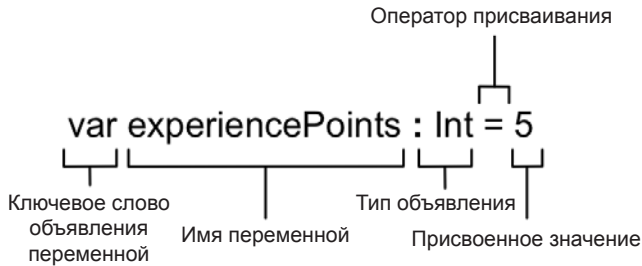 Оператор присваивания
var experiencePoints : Int = 5
Ключевое слово
объявления
переменной
Имя переменной
Тип объявления
Присвоенное значение